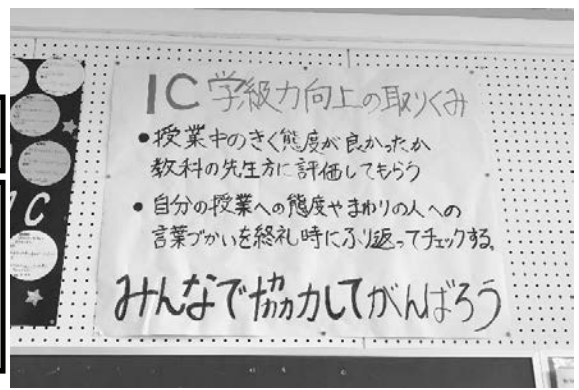 1C 学級力向上の取りくみ
●授業中のきく態度が良かったか
教科の先生方に評価してもらう
●自分の授業への態度やまわりの人への
言葉づかいを終礼時にふり返ってチェックする。
みんなで協力してがんばろう
C